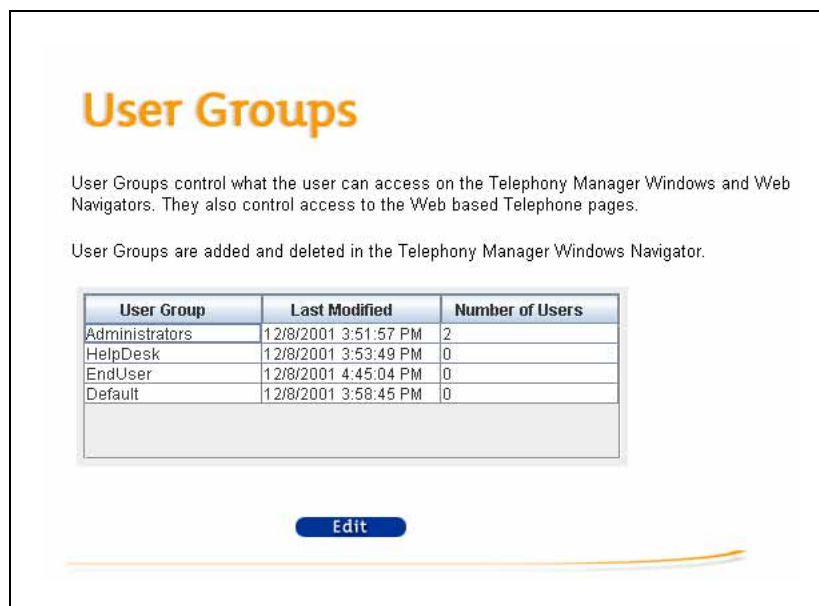 User Groups
User Groups control what the user can access on the Telephony Manager Windows and Web
Navigators. They also control access to the Web based Telephone pages.
User Groups are added and deleted in the Telephony Manager Windows Navigator.
User Group Last Modified Number of Users
Administrators 12/8/2001 3:51:57 PM 2
HelpDesk 12/8/2001 3:53:49 PM 0
EndUser 12/8/2001 4:45:04 PM 0
Default 12/8/2001 3:58:45 PM 0
Edit